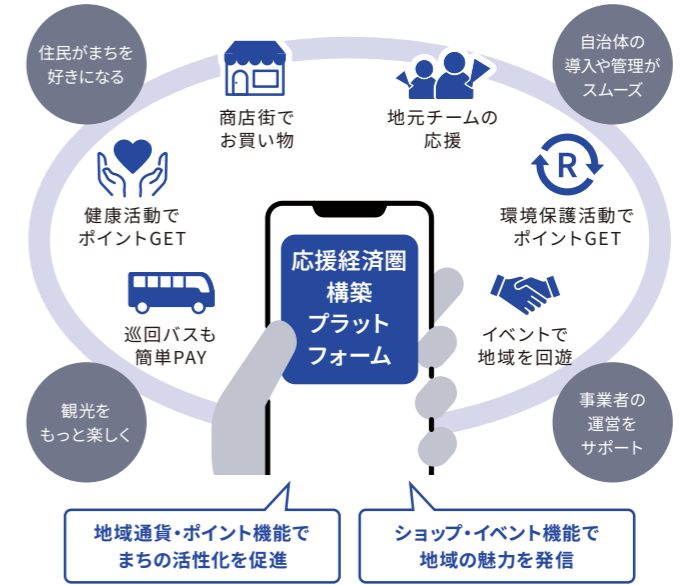 住民がまちを
好きになる
自治体の
導入や管理が
スムーズ
商店街で
お買い物
地元チームの
応援
健康活動で
ポイントGET
R
環境保護活動で
ポイントGET
応援経済圏
構築
プラット
フォーム
巡回バスも
簡単PAY
イベントで
地域を回遊
観光を
もっと楽しく
事業者の
運営を
サポート
地域通貨・ポイント機能で
まちの活性化を促進
ショップ・イベント機能で
地域の魅力を発信